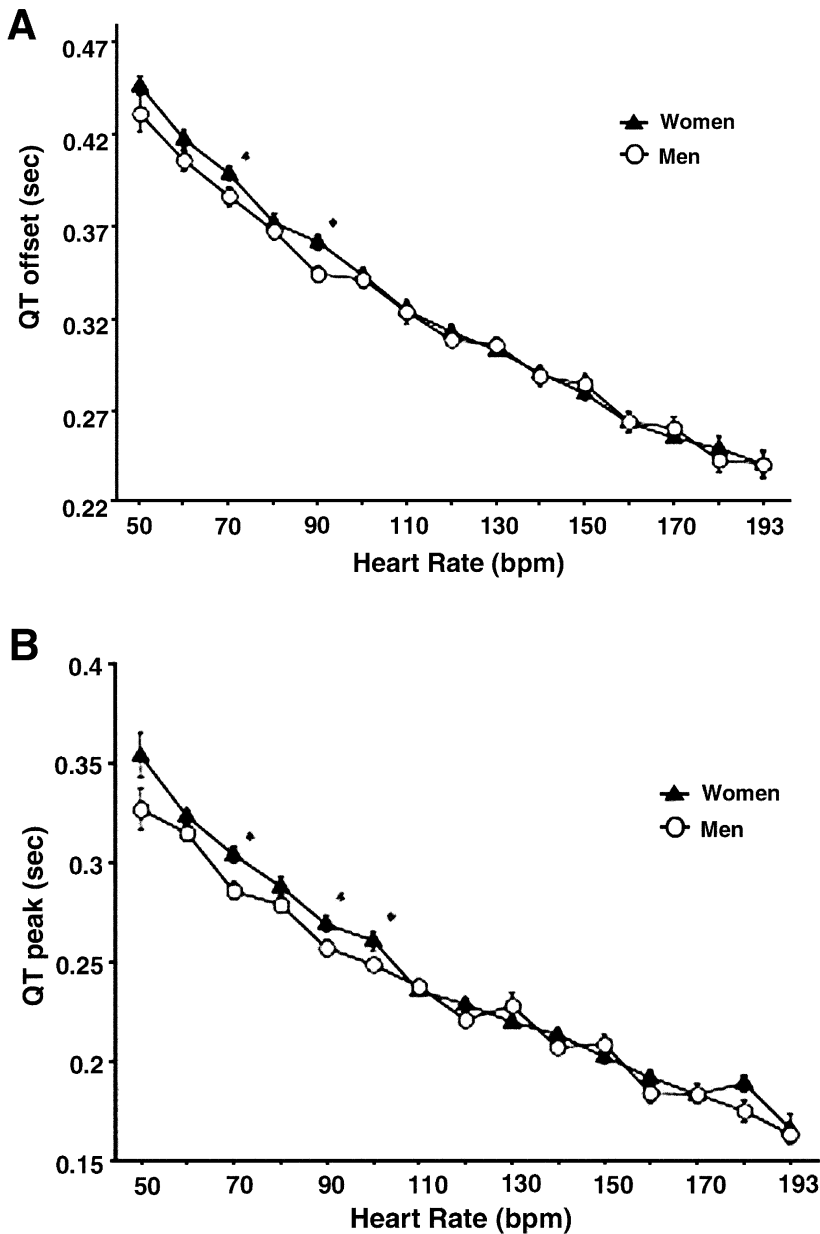 A
QT offset (sec)
0.47
0.42
0.37
0.32
0.27
0.22
Women
Men
50 70 90 110 130 150 170 193
Heart Rate (bpm)
B
QT peak (sec)
0.4
0.35
0.3
0.25
0.2
0.15
Women
Men
50 70 90 110 130 150 170 193
Heart Rate (bpm)